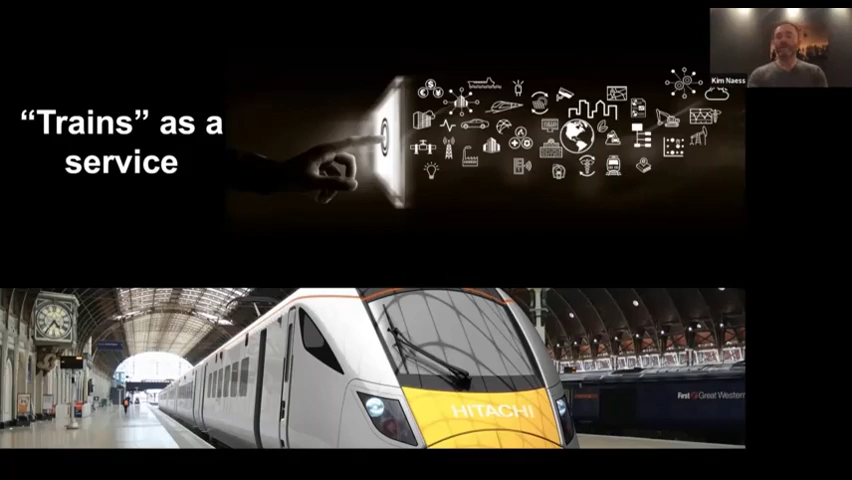 “Trains” as a
service
Kim Naess
HITACHI
First Great Western